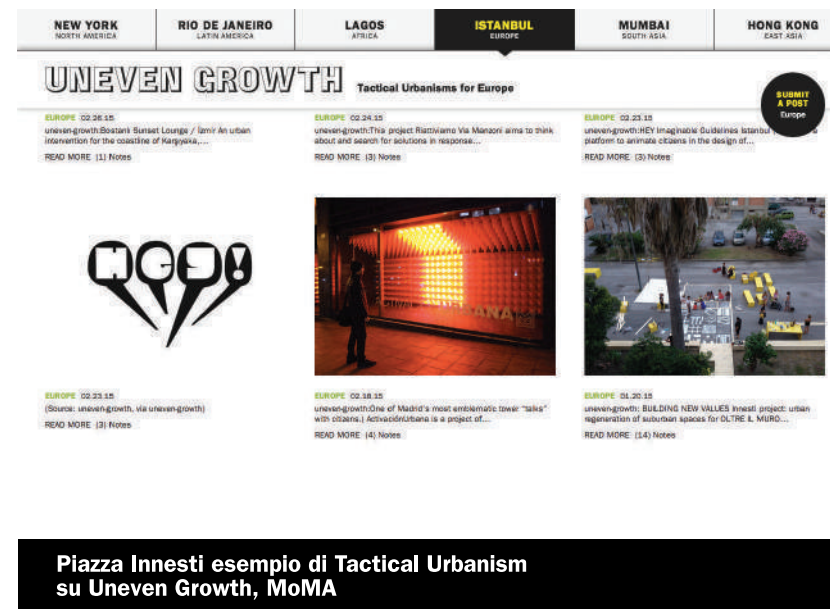 NEW YORK
NORTH AMERICA
RIO DE JANEIRO
LATIN AMERICA
LAGOS
AFRICA
ISTANBUL
EUROPE
MUMBAI
SOUTH ASIA
HONG KONG
EAST ASIA
UNEVEN GROWTH Tactical Urbanisms for Europe
SUBMIT
A POST
Europe
EUROPE 02.26.15
uneven-growth:Bostanlı Sunset Lounge / İzmir An urban
intervention for the coastline of Karşıyaka,...
READ MORE (1) Notes
EUROPE 02.24.15
uneven-growth:This project Riattiviamo Via Manzoni aims to think
about and search for solutions in response...
READ MORE (3) Notes
EUROPE 02.23.15
uneven-growth:HEY Imaginable Guidelines Istanbul
platform to animate citizens in the design of...
READ MORE (3) Notes
EUROPE 02.23.15
(Source: uneven-growth, via uneven-growth)
READ MORE (3) Notes
EUROPE 02.18.15
uneven-growth:One of Madrid's most emblematic tower "talks"
with citizens.) ActivaciónUrbana is a project of...
READ MORE (4) Notes
EUROPE 01.20.15
uneven-growth: BUILDING NEW VALUES Innesti project: urban
regeneration of suburban spaces for OLTRE IL MURO...
READ MORE (14) Notes
Piazza Innesti esempio di Tactical Urbanism
su Uneven Growth, MoMA